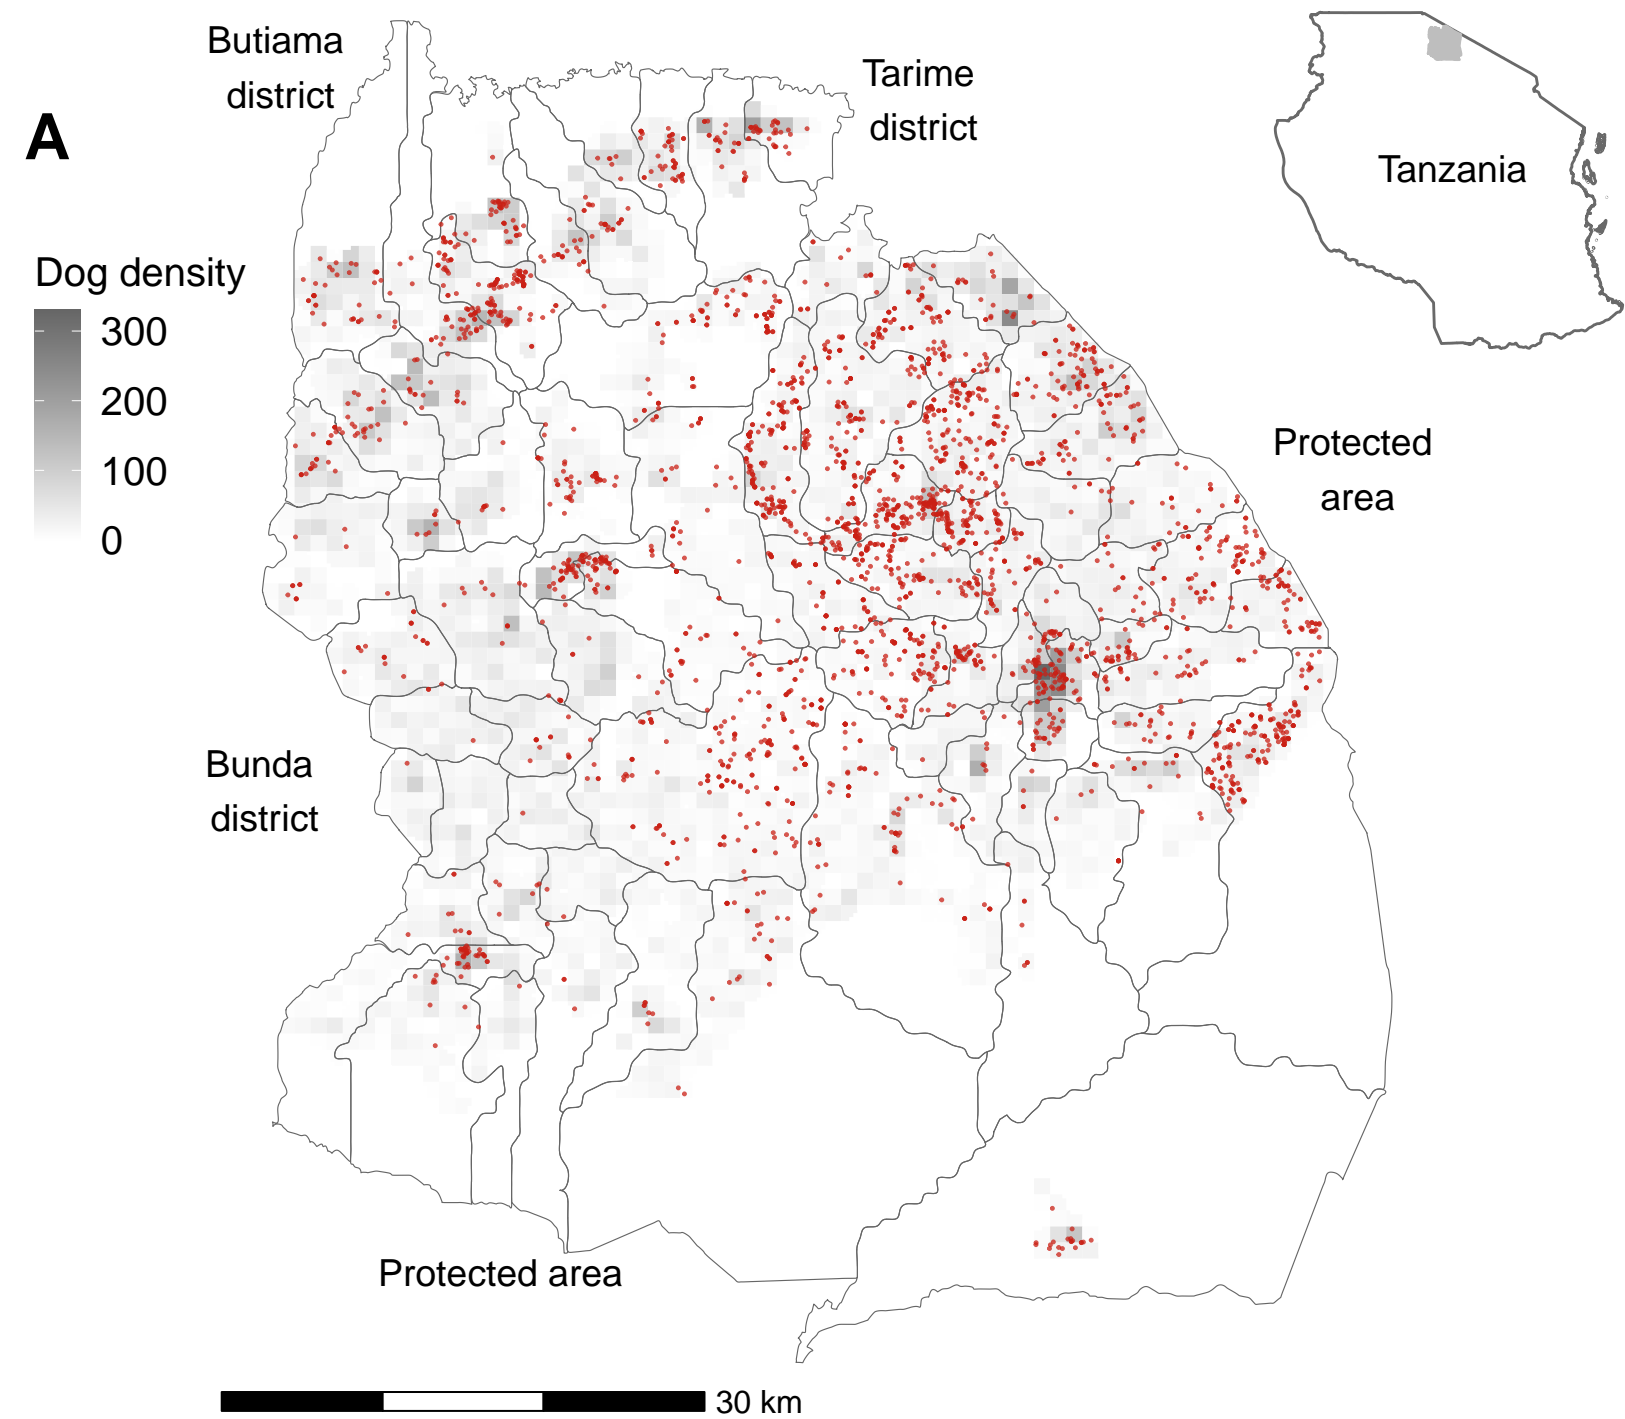 Butiama
district
Tarime
district
A
Tanzania
Dog density
300
200
100
0
Protected
area
Bunda
district
Protected area
30 km